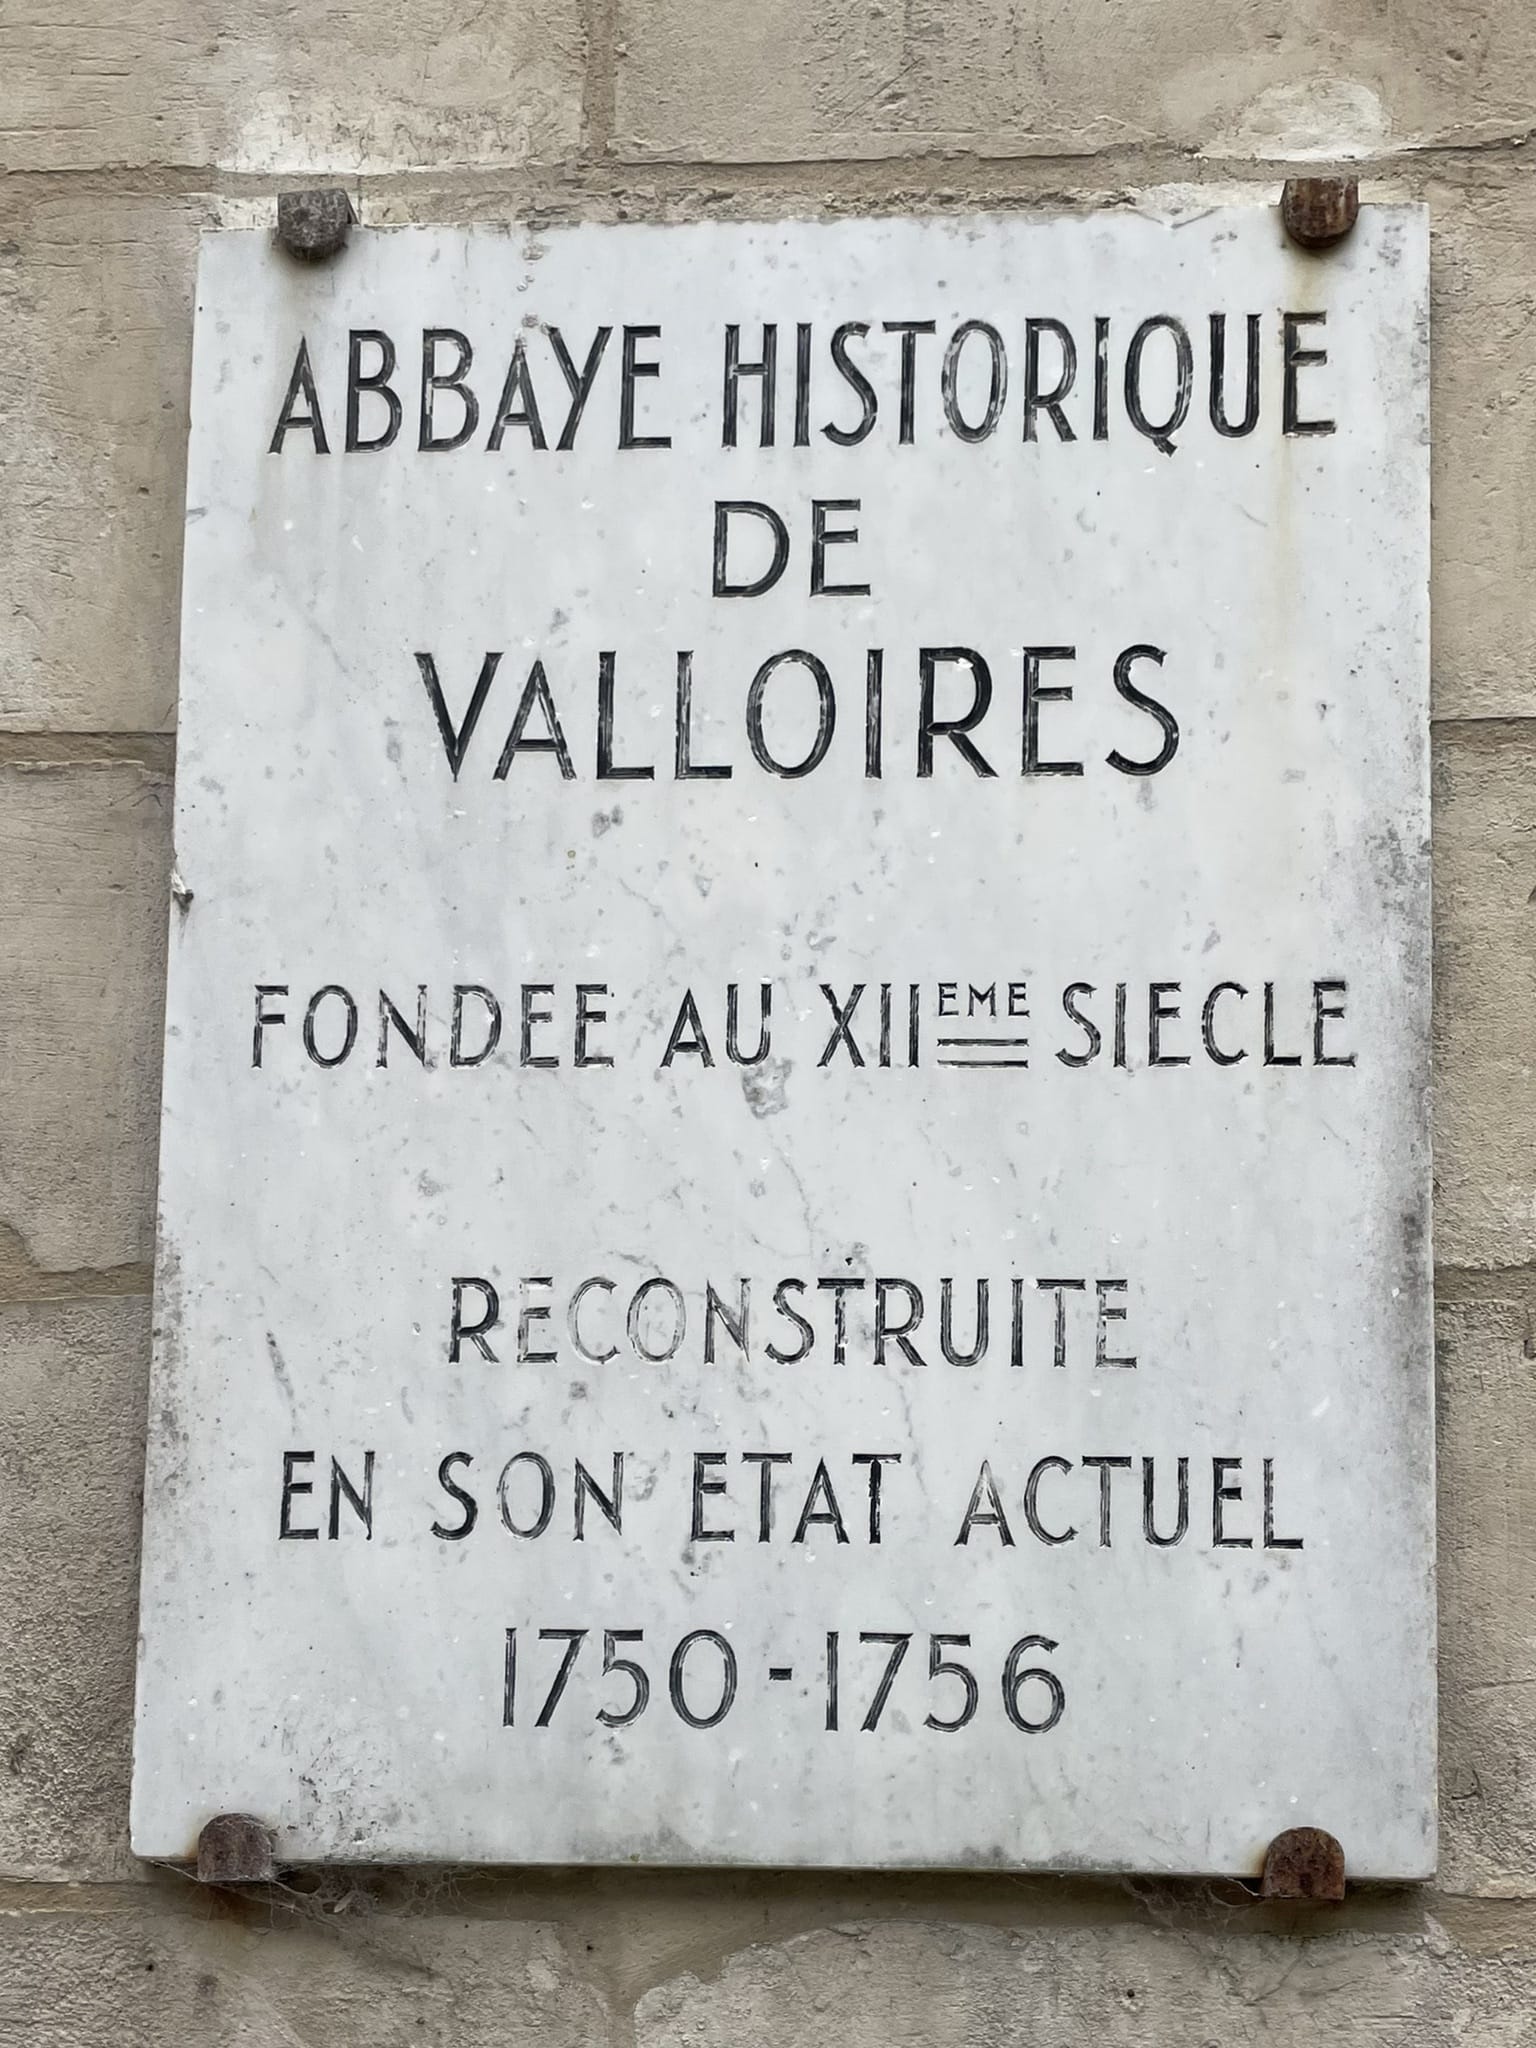 ABBAYE HISTORIQUE
DE
VALLOIRES
FONDEE AU XIIEME SIECLE
RECONSTRUITE
EN SON ETAT ACTUEL
1750-1756